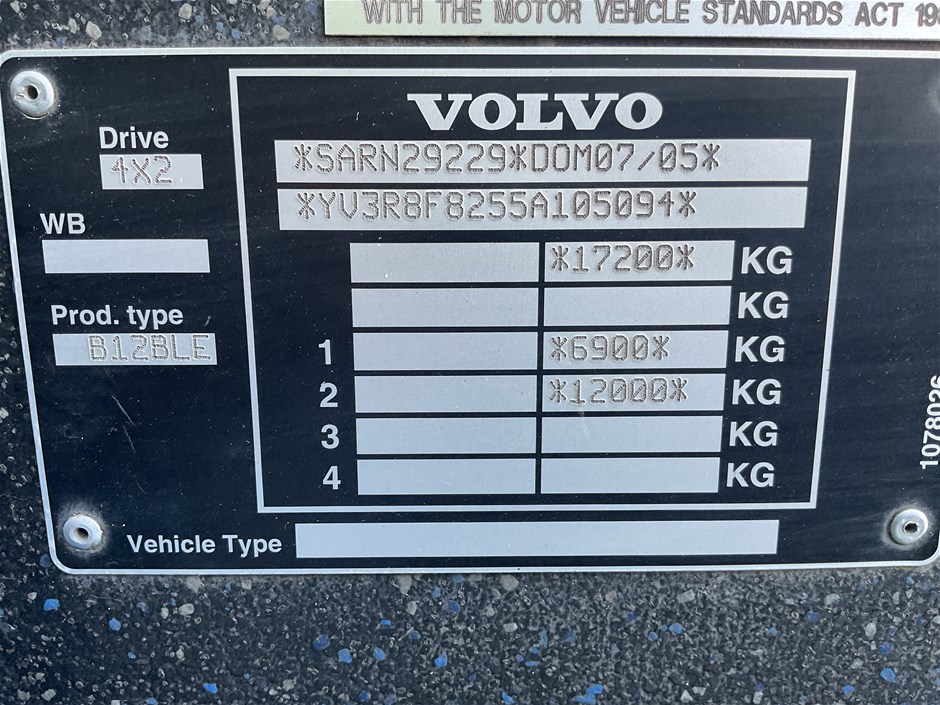 WITH THE MOTOR VEHICLE STANDARDS ACT 19
VOLVO
Drive
4X2
*SARN29229*DOM07/05*
*YV3R8F8255A105094*
WB
*17200* KG
KG
Prod. type
B12BLE
1 *6900* KG
2 *12000* KG
3 KG
4 KG
Vehicle Type
1078026